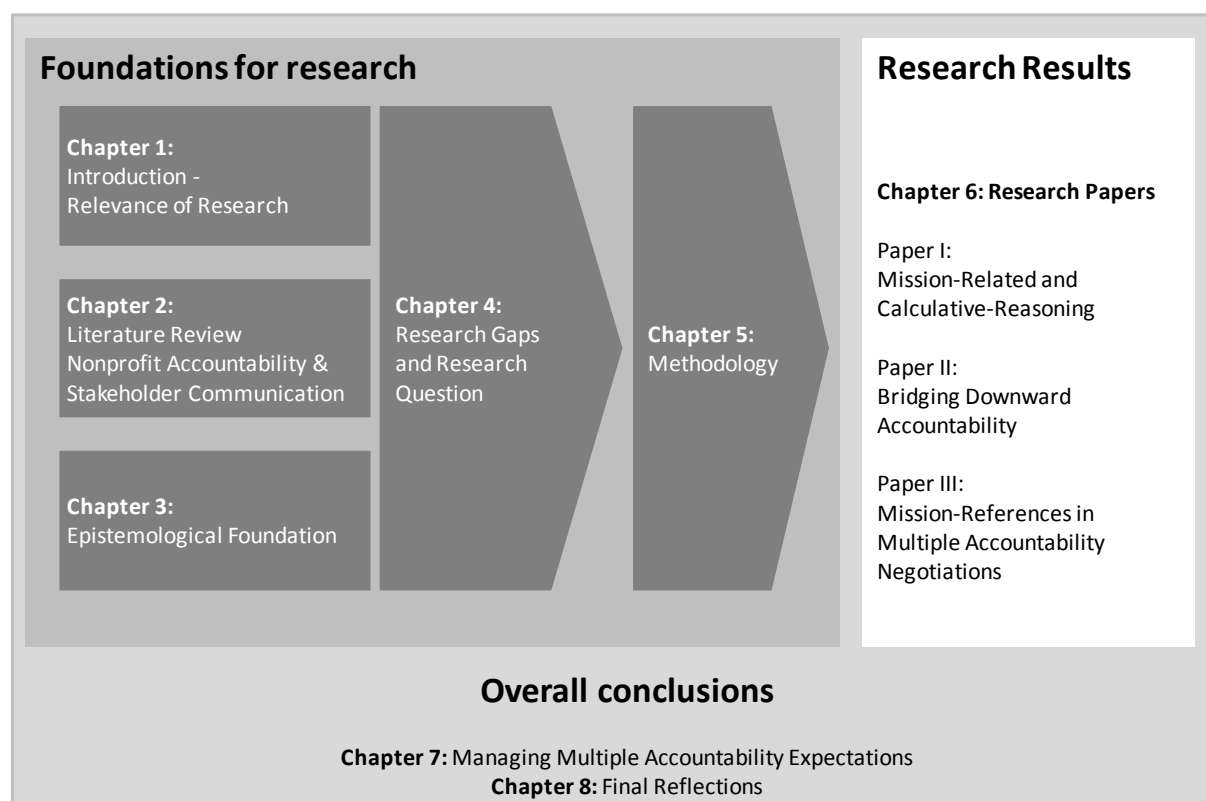 Foundations for research
Chapter 1:
Introduction -
Relevance of Research
Chapter 2:
Literature Review
Nonprofit Accountability &
Stakeholder Communication
Chapter 3:
Epistemological Foundation
Chapter 4:
Research Gaps
and Research
Question
Chapter 5:
Methodology
Research Results
Chapter 6: Research Papers
Paper I:
Mission-Related and
Calculative-Reasoning
Paper II:
Bridging Downward
Accountability
Paper III:
Mission-References in
Multiple Accountability
Negotiations
Overall conclusions
Chapter 7: Managing Multiple Accountability Expectations
Chapter 8: Final Reflections